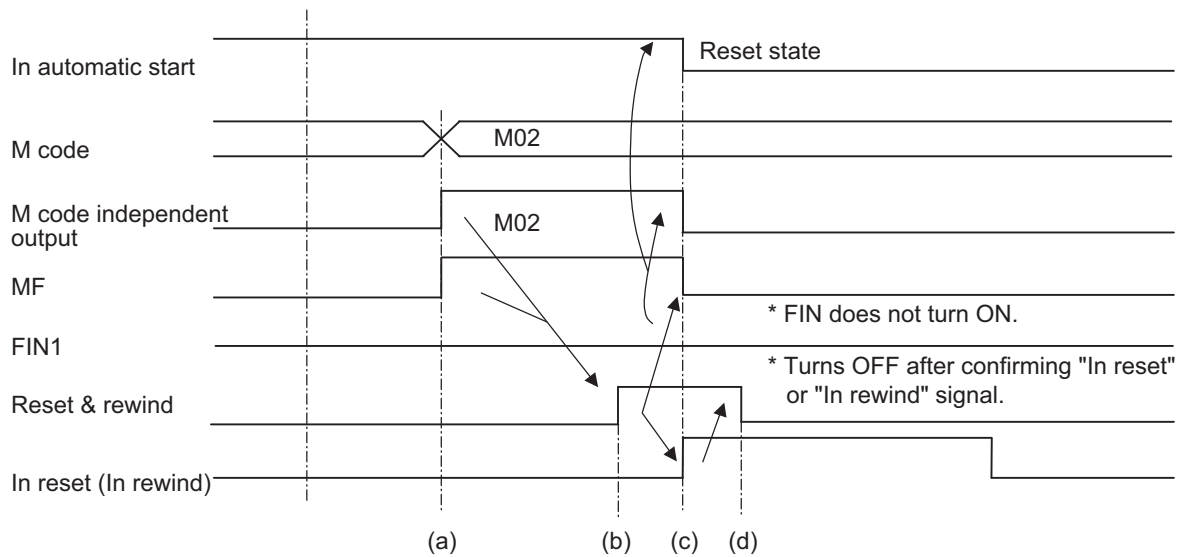 In automatic start
Reset state
M code
M02
M code independent
output
M02
MF
* FIN does not turn ON.
FIN1
* Turns OFF after confirming "In reset"
or "In rewind" signal.
Reset & rewind
In reset (In rewind)
(a) (b) (c) (d)